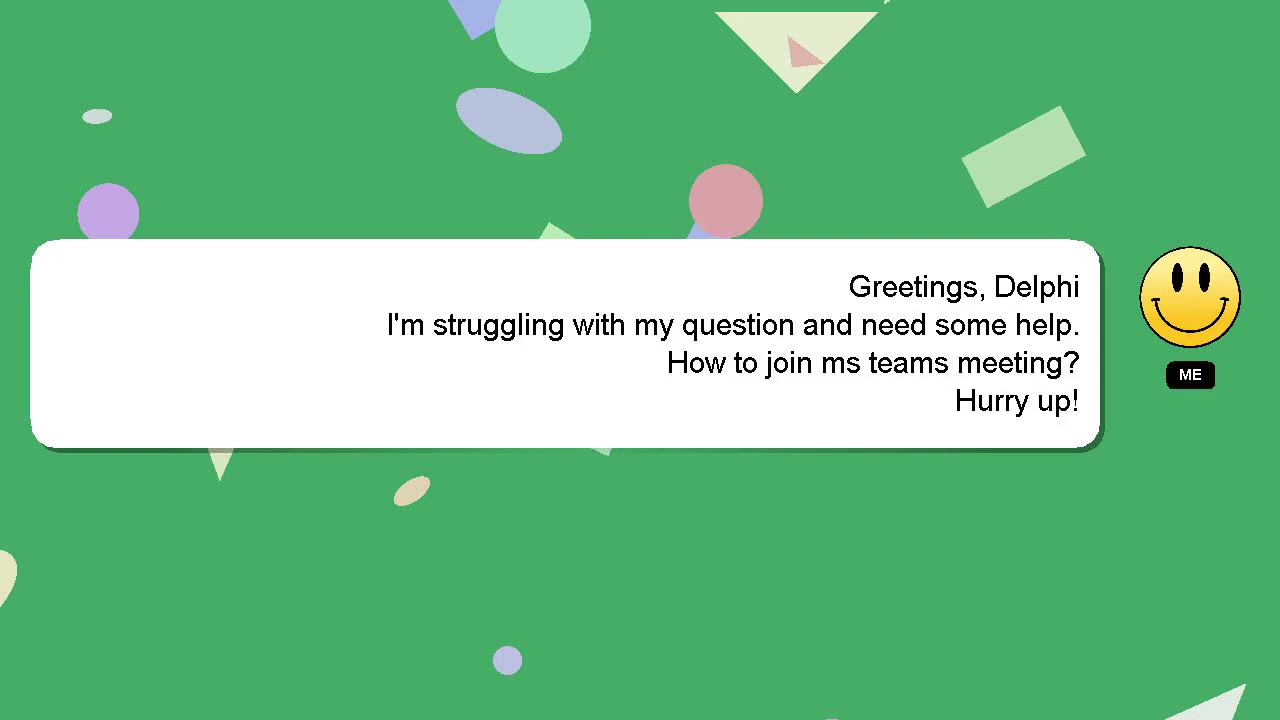 Greetings, Delphi
I'm struggling with my question and need some help.
How to join ms teams meeting?
Hurry up!
ME